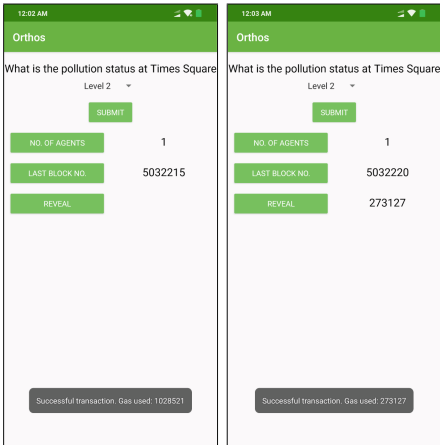 12:02 AM
Orthos
What is the pollution status at Times Square
Level 2
SUBMIT
NO. OF AGENTS 1
LAST BLOCK NO. 5032215
REVEAL
Successful transaction. Gas used: 1028521
12:03 AM
Orthos
What is the pollution status at Times Square
Level 2
SUBMIT
NO. OF AGENTS 1
LAST BLOCK NO. 5032220
REVEAL 273127
Successful transaction. Gas used: 273127